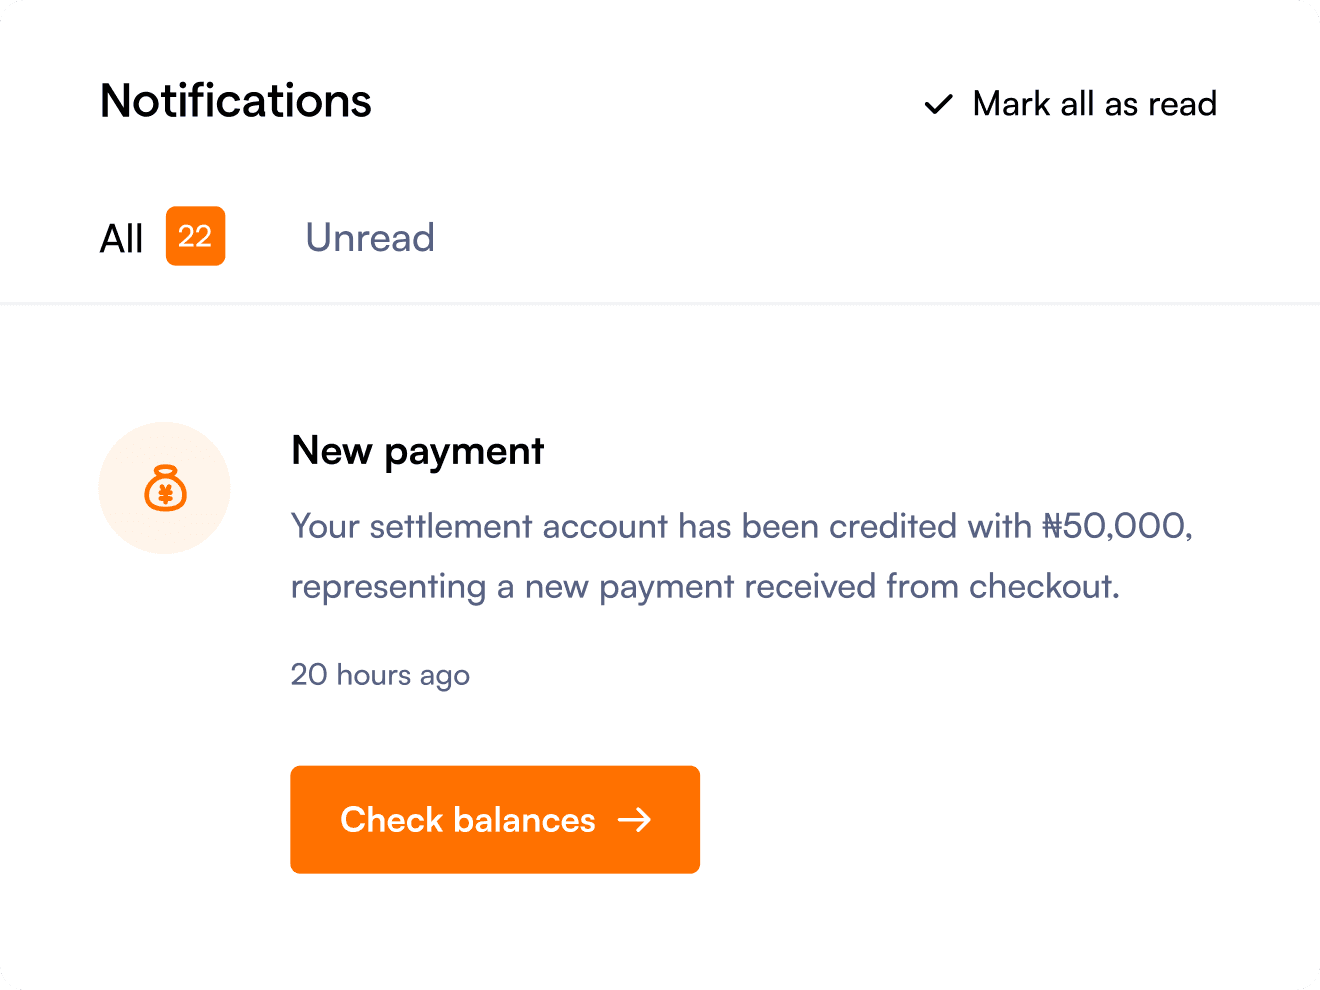 Notifications
Mark all as read
All 22
Unread
New payment
Your settlement account has been credited with ₦50,000,
representing a new payment received from checkout.
20 hours ago
Check balances →